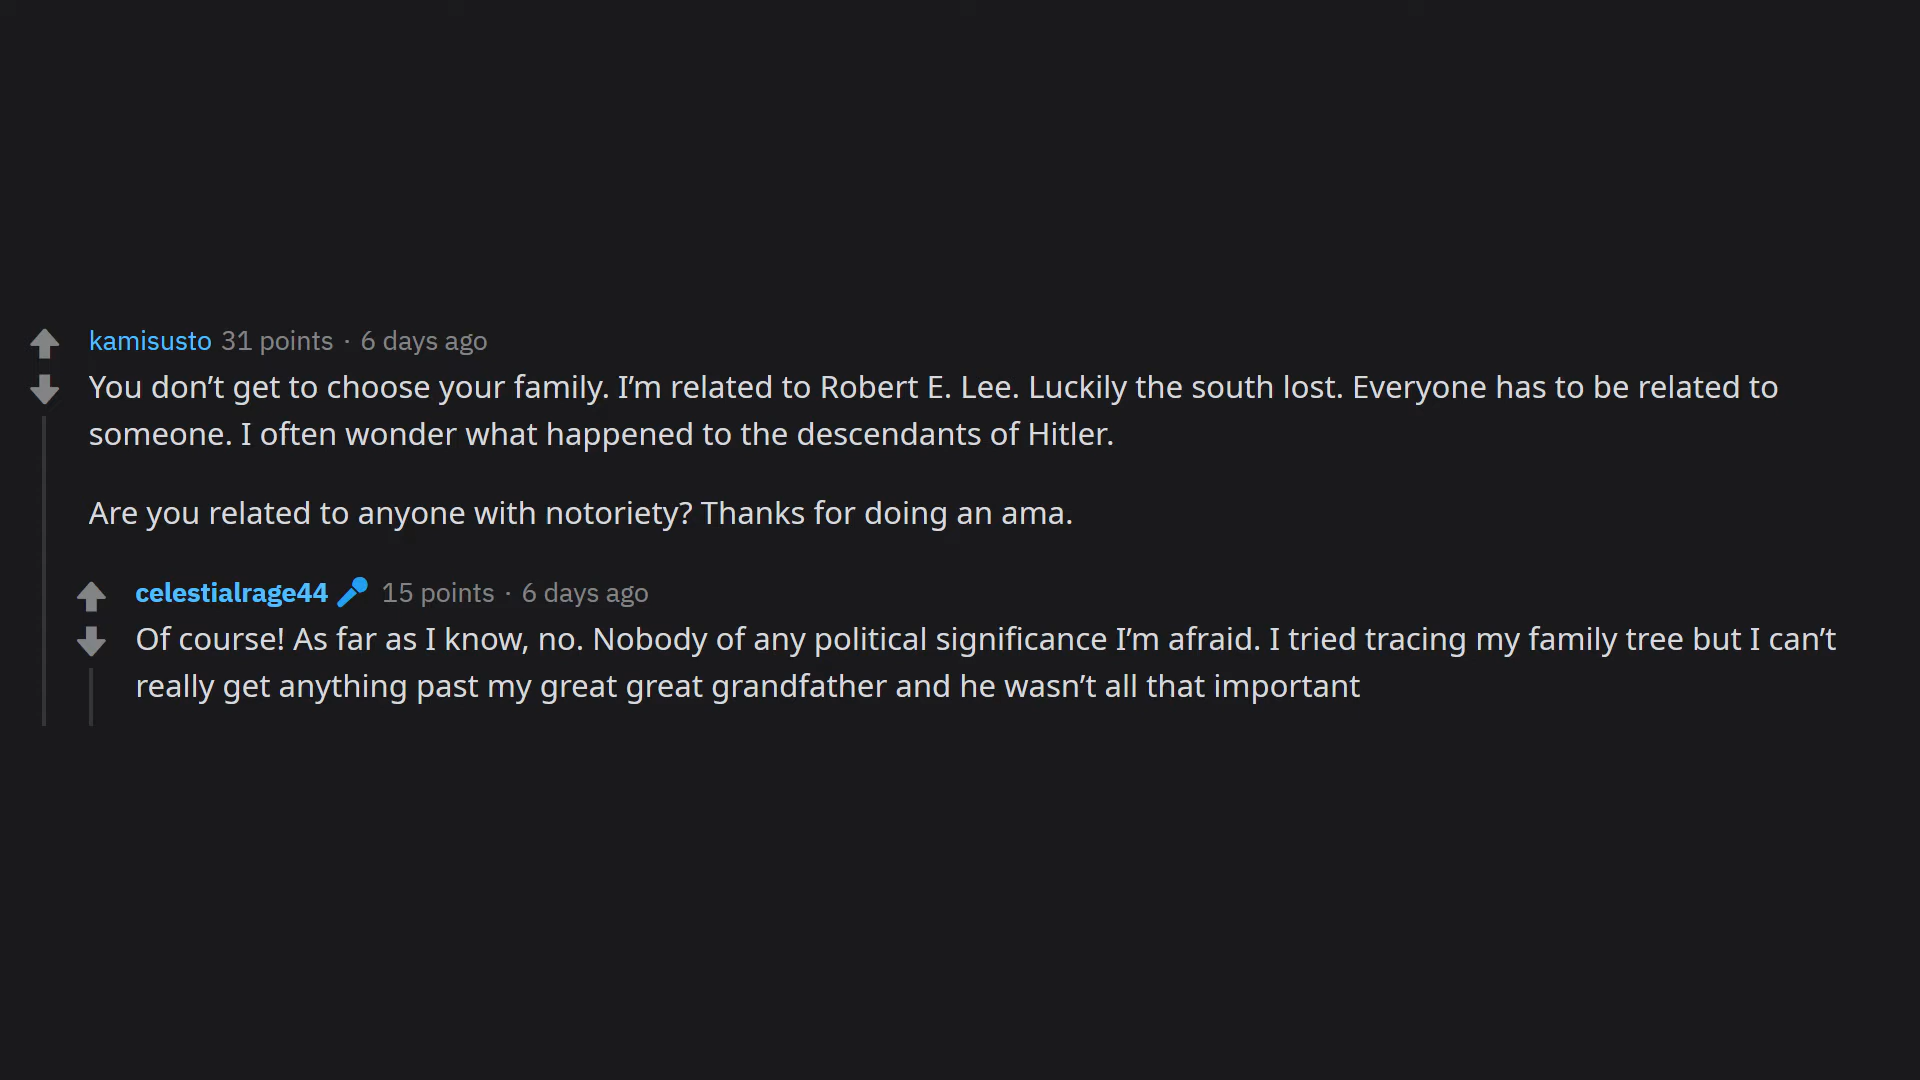 kamisusto 31 points · 6 days ago
You don’t get to choose your family. I’m related to Robert E. Lee. Luckily the south lost. Everyone has to be related to
someone. I often wonder what happened to the descendants of Hitler.
Are you related to anyone with notoriety? Thanks for doing an ama.
celestialrage44 15 points · 6 days ago
Of course! As far as I know, no. Nobody of any political significance I’m afraid. I tried tracing my family tree but I can’t
really get anything past my great great grandfather and he wasn’t all that important